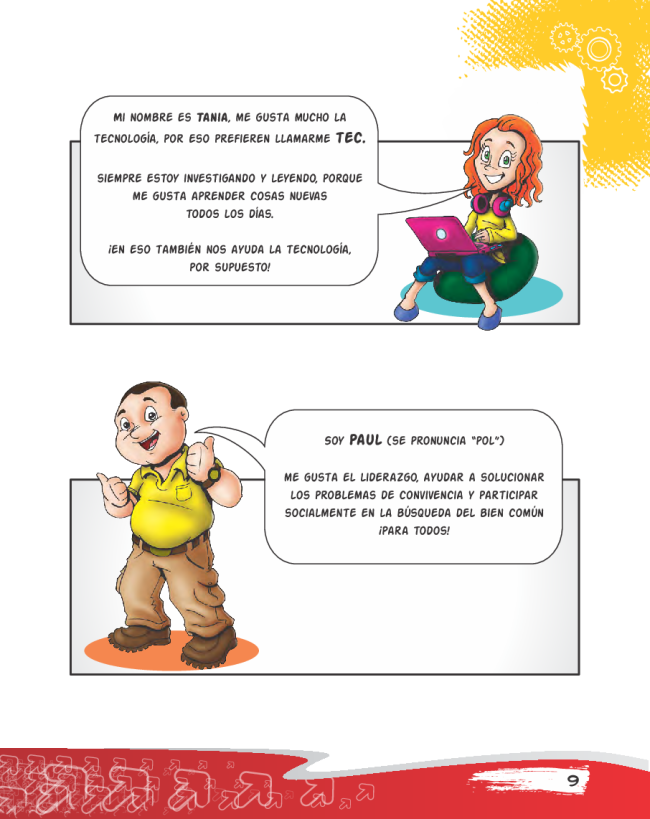 MI NOMBRE ES TANIA, ME GUSTA MUCHO LA
TECNOLOGÍA, POR ESO PREFIEREN LLAMARME TEC.
SIEMPRE ESTOY INVESTIGANDO Y LEYENDO, PORQUE
ME GUSTA APRENDER COSAS NUEVAS
TODOS LOS DÍAS.
¡EN ESO TAMBIÉN NOS AYUDA LA TECNOLOGÍA,
POR SUPUESTO!
SOY PAUL (SE PRONUNCIA "POL")
ME GUSTA EL LIDERAZGO, AYUDAR A SOLUCIONAR
LOS PROBLEMAS DE CONVIVENCIA Y PARTICIPAR
SOCIALMENTE EN LA BÚSQUEDA DEL BIEN COMÚN
¡PARA TODOS!
9